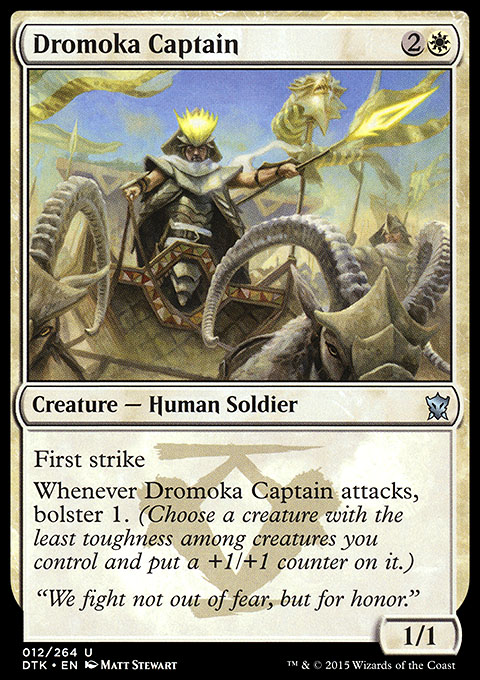 Dromoka Captain 2
Creature — Human Soldier
First strike
Whenever Dromoka Captain attacks,
bolster 1. (Choose a creature with the
least toughness among creatures you
control and put a +1/+1 counter on it.)
“We fight not out of fear, but for honor.”
1/1
012/264 U
DTK • EN Matt Stewart
™ & © 2015 Wizards of the Coast